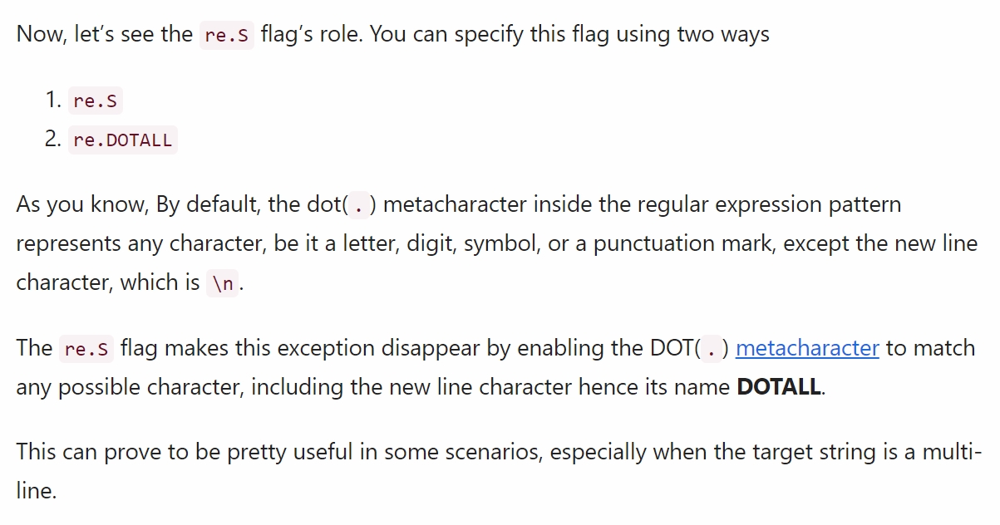 Now, let’s see the re.S flag’s role. You can specify this flag using two ways
1. re.S
2. re.DOTALL
As you know, By default, the dot(.) metacharacter inside the regular expression pattern
represents any character, be it a letter, digit, symbol, or a punctuation mark, except the new line
character, which is \n.
The re.S flag makes this exception disappear by enabling the DOT(.) metacharacter to match
any possible character, including the new line character hence its name DOTALL.
This can prove to be pretty useful in some scenarios, especially when the target string is a multi-
line.